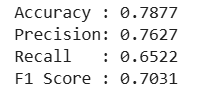 Accuracy : 0.7877
Precision: 0.7627
Recall   : 0.6522
F1 Score : 0.7031